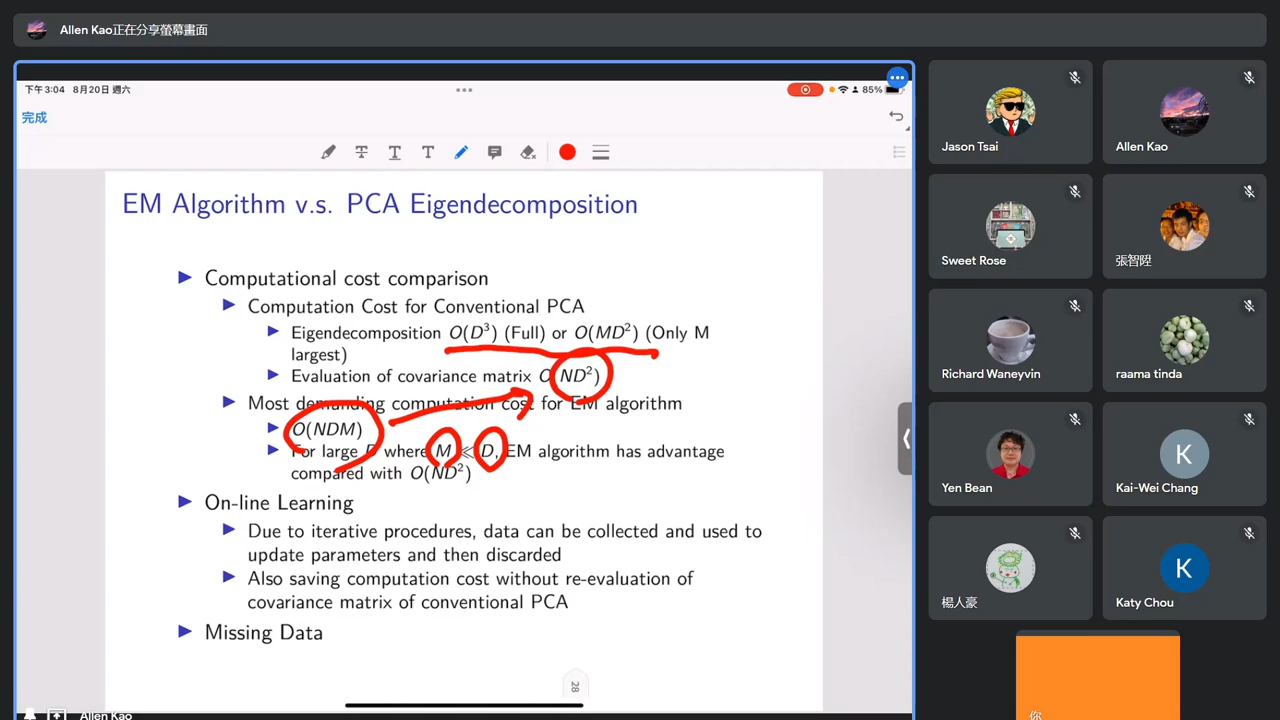 Allen Kao正在分享螢幕畫面
下午3:04 8月20日 週六
85%
完成
EM Algorithm v.s. PCA Eigendecomposition
Computational cost comparison
Computation Cost for Conventional PCA
Eigendecomposition O(D³) (Full) or O(MD²) (Only M
largest)
Evaluation of covariance matrix O(ND²)
Most demanding computation cost for EM algorithm
O(NDM)
For large D where M ≪ D, EM algorithm has advantage
compared with O(ND²)
On-line Learning
Due to iterative procedures, data can be collected and used to
update parameters and then discarded
Also saving computation cost without re-evaluation of
covariance matrix of conventional PCA
Missing Data
28
Allen Kao
Jason Tsai
Allen Kao
Sweet Rose
張智陞
Richard Waneyvin
raama tinda
Yen Bean
K
Kai-Wei Chang
楊人豪
K
Katy Chou
你